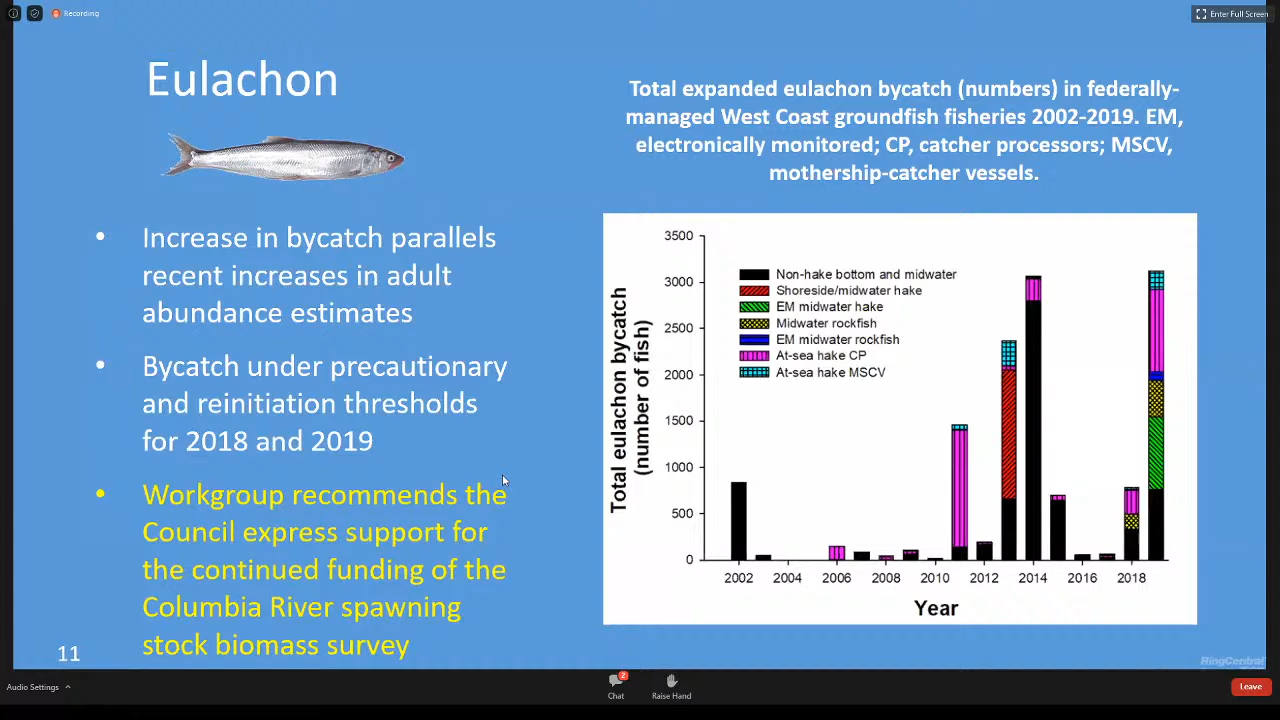 Recording
Enter Full Screen
Eulachon
Total expanded eulachon bycatch (numbers) in federally-
managed West Coast groundfish fisheries 2002-2019. EM,
electronically monitored; CP, catcher processors; MSCV,
mothership-catcher vessels.
• Increase in bycatch parallels
recent increases in adult
abundance estimates
• Bycatch under precautionary
and reinitiation thresholds
for 2018 and 2019
• Workgroup recommends the
Council express support for
the continued funding of the
Columbia River spawning
stock biomass survey
11
Total eulachon bycatch
(number of fish)
3500
3000
2500
2000
1500
1000
500
0
Non-hake bottom and midwater
Shoreside/midwater hake
EM midwater hake
Midwater rockfish
EM midwater rockfish
At-sea hake CP
At-sea hake MSCV
2002 2004 2006 2008 2010 2012 2014 2016 2018
Year
RingCentral
Audio Settings
2
Chat
Raise Hand
Leave